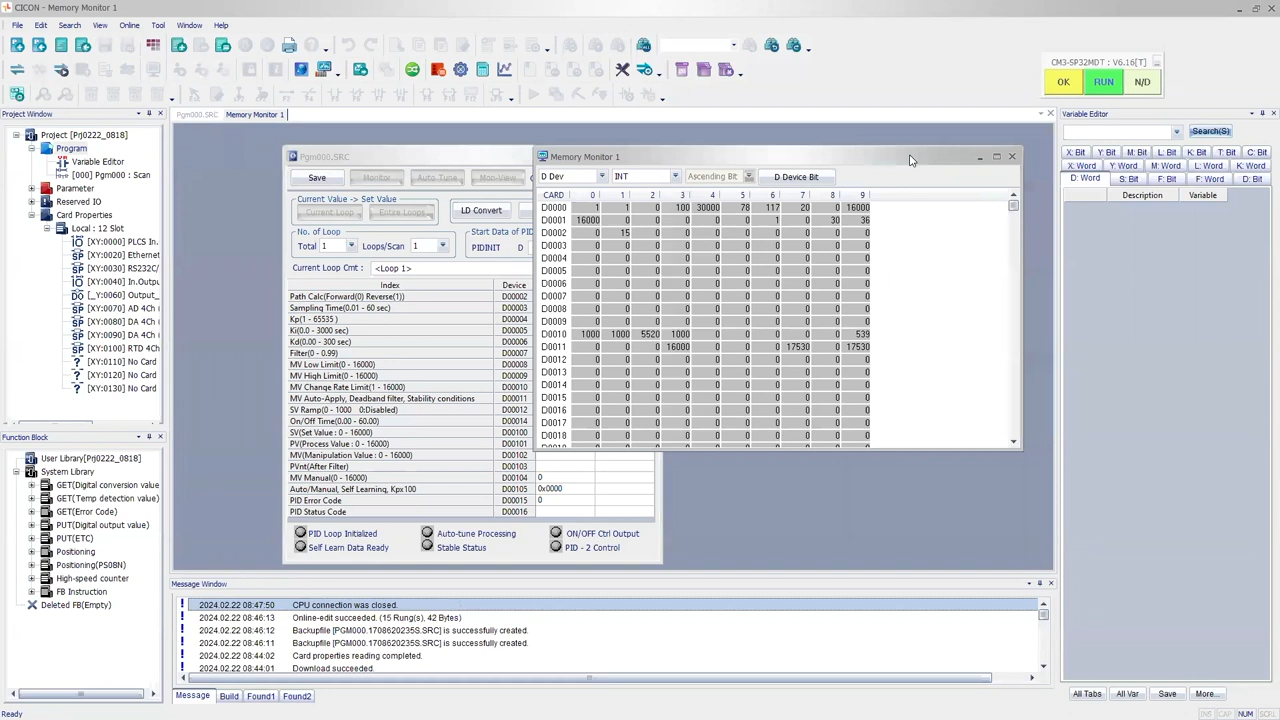 CICON - Memory Monitor 1
File Edit Search View Online Tool Window Help
CM3-SP32MDT : V6.16[T]
OK RUN N/D
Project Window
Project [Prj0222_0818]
Program
Variable Editor
[000] Pgm000 : Scan
Parameter
Reserved IO
Card Properties
Local : 12 Slot
[XY:0000] PLCS In.
[XY:0020] Ethernet
[XY:0030] RS232C/
[XY:0040] In.Outpu
[_Y:0060] Output_
[XY:0070] AD 4Ch (
[XY:0080] DA 4Ch (
[XY:0090] DA 4Ch (
[XY:0100] RTD 4Ch
[XY:0110] No Card
[XY:0120] No Card
[XY:0130] No Card
Function Block
User Library[Prj0222_0818]
System Library
GET(Digital conversion value
GET(Temp detection value)
GET(Error Code)
PUT(Digital output value)
PUT(ETC)
Positioning
Positioning(PS08N)
High-speed counter
FB Instruction
Deleted FB(Empty)
Pgm000.SRC Memory Monitor 1
Pgm000.SRC
Save Monitor Auto Tune Mon-View
Current Value -> Set Value
Current Loop Entire Loops LD Convert
No. of Loop
Total 1 Loops/Scan 1
Start Data of PID
PIDINIT D
Current Loop Cmt : <Loop 1>
Index Device
Path Calc(Forward(0) Reverse(1)) D00002
Sampling Time(0.01 - 60 sec) D00003
Kp(1 - 65535 ) D00004
Ki(0.0 - 3000 sec) D00005
Kd(0.00 - 300 sec) D00006
Filter(0 - 0.99) D00007
MV Low Limit(0 - 16000) D00008
MV High Limit(0 - 16000) D00009
MV Change Rate Limit(1 - 16000) D00010
MV Auto-Apply, Deadband filter, Stability conditions D00011
SV Ramp(0 - 1000 0:Disabled) D00012
On/Off Time(0.00 - 60.00) D00014
SV(Set Value : 0 - 16000) D00100
PV(Process Value : 0 - 16000) D00101
MV(Manipulation Value : 0 - 16000) D00102
PVnt(After Filter) D00103
MV Manual(0 - 16000) D00104 0
Auto/Manual, Self Learning, Kpx100 D00105 0x0000
PID Error Code D00015 0
PID Status Code D00016
PID Loop Initialized Auto-tune Processing ON/OFF Ctrl Output
Self Learn Data Ready Stable Status PID - 2 Control
Memory Monitor 1
D Dev INT Ascending Bit D Device Bit
CARD 0 1 2 3 4 5 6 7 8 9
D0000 1 1 0 100 30000 78 117 20 0 16000
D0001 16000 0 0 0 0 0 1 0 30 36
D0002 0 15 0 0 0 0 0 0 0 0
D0003 0 0 0 0 0 0 0 0 0 0
D0004 0 0 0 0 0 0 0 0 0 0
D0005 0 0 0 0 0 0 0 0 0 0
D0006 0 0 0 0 0 0 0 0 0 0
D0007 0 0 0 0 0 0 0 0 0 0
D0008 0 0 0 0 0 0 0 0 0 0
D0009 0 0 0 0 0 0 0 0 0 0
D0010 1000 1000 5520 1000 0 0 0 0 0 539
D0011 0 0 0 16000 0 0 0 17530 0 17530
D0012 0 0 0 0 0 0 0 0 0 0
D0013 0 0 0 0 0 0 0 0 0 0
D0014 0 0 0 0 0 0 0 0 0 0
D0015 0 0 0 0 0 0 0 0 0 0
D0016 0 0 0 0 0 0 0 0 0 0
D0017 0 0 0 0 0 0 0 0 0 0
D0018 0 0 0 0 0 0 0 0 0 0
Variable Editor
Search(S)
X: Bit Y: Bit M: Bit L: Bit K: Bit T: Bit C: Bit
X: Word Y: Word M: Word L: Word K: Word
D: Word S: Bit F: Bit F: Word D: Bit
Description Variable
All Tabs All Var Save More...
Message Window
2024.02.22 08:47:50 CPU connection was closed.
2024.02.22 08:46:13 Online-edit succeeded. (15 Rung(s), 42 Bytes)
2024.02.22 08:46:12 Backupfile [PGM000.1708620235S.SRC] is successfully created.
2024.02.22 08:46:11 Backupfile [PGM000.1708620235S.SRC] is successfully created.
2024.02.22 08:44:02 Card properties reading completed.
2024.02.22 08:44:01 Download succeeded.
Message Build Found1 Found2
Ready INS CAP NUM SCRL